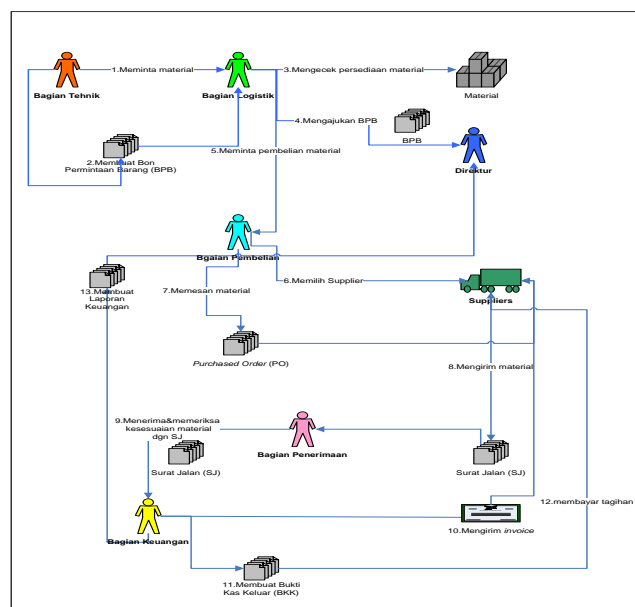 1.Meminta material
3.Mengecek persediaan material
Bagian Tehnik
Bagian Logistik
Material
4.Mengajukan BPB
BPB
5.Meminta pembelian material
2.Membuat Bon
Permintaan Barang (BPB)
Direktur
Bgaian Pembelian
6.Memilih Supplier
13.Membuat
Laporan
Keuangan
7.Memesan material
Suppliers
Purchased Order (PO)
8.Mengirim material
9.Menerima&memeriksa
kesesuaian material
dgn SJ
Bagian Penerimaan
Surat Jalan (SJ)
Surat Jalan (SJ)
12.membayar tagihan
Bagian Keuangan
10.Mengirim invoice
11.Membuat Bukti
Kas Keluar (BKK)